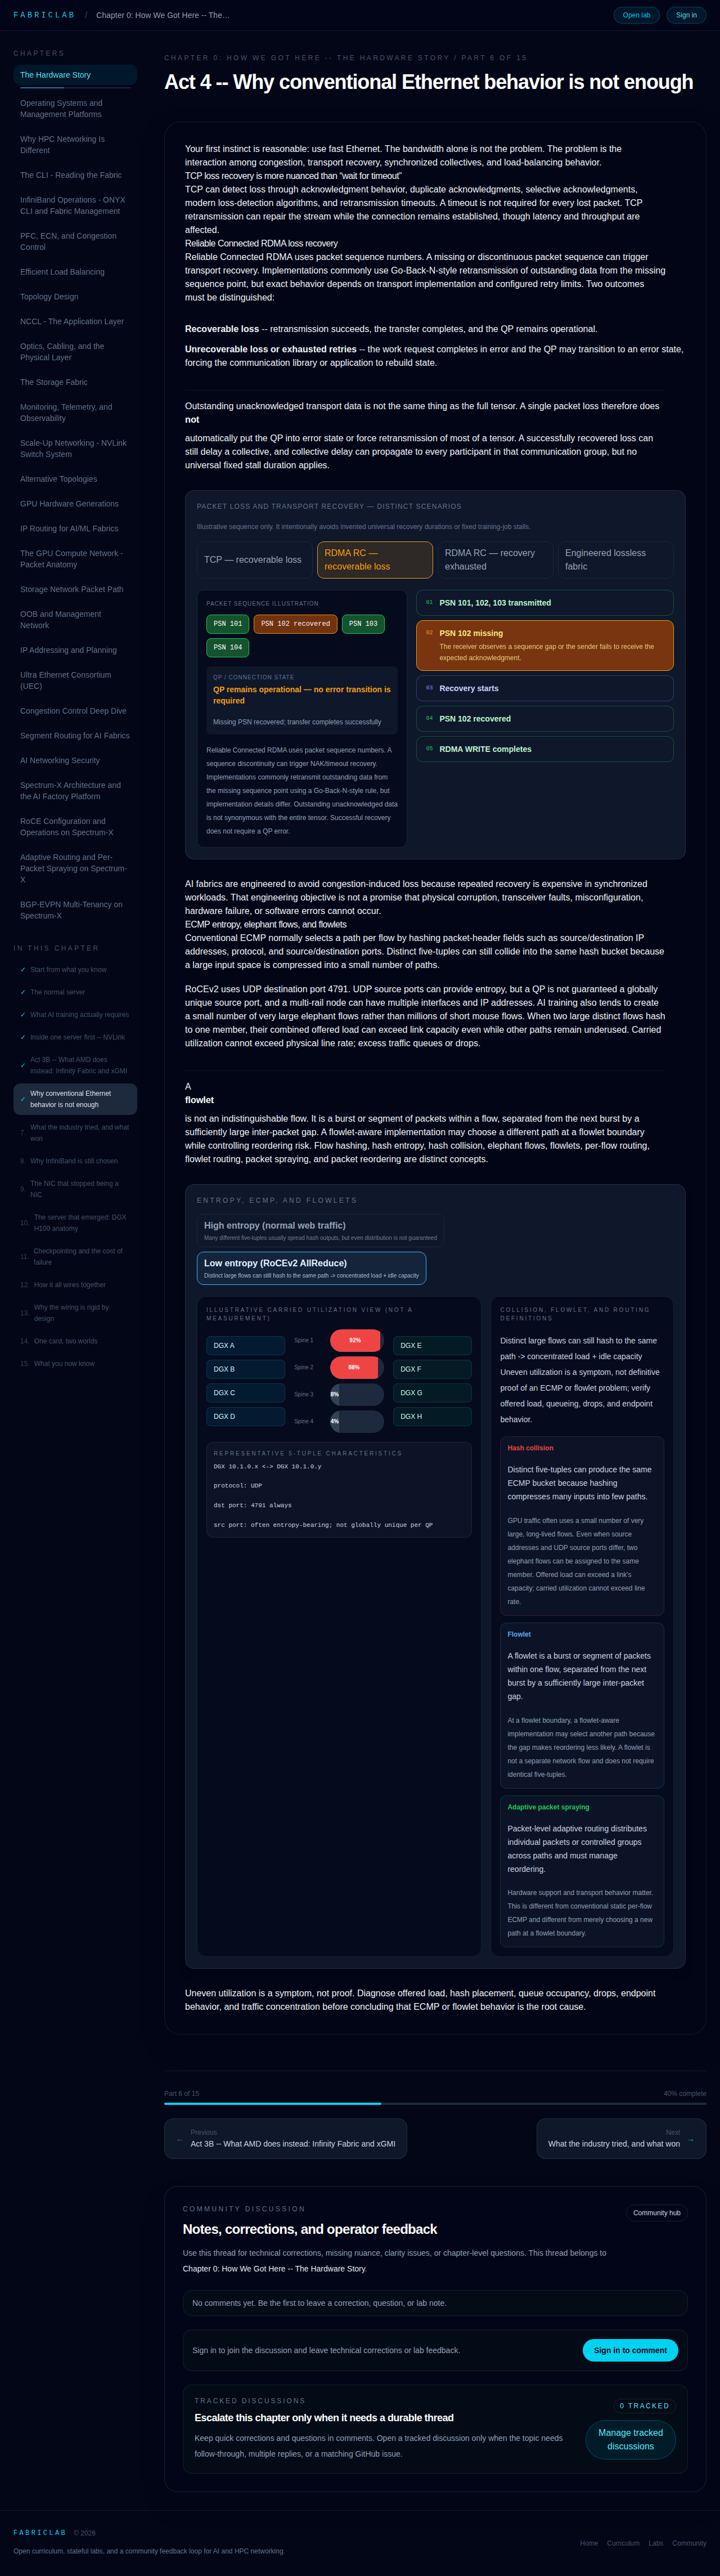 FABRICLAB / Chapter 0: How We Got Here -- The…
Open lab
Sign in
CHAPTERS
The Hardware Story
Operating Systems and
Management Platforms
Why HPC Networking Is
Different
The CLI - Reading the Fabric
InfiniBand Operations - ONYX
CLI and Fabric Management
PFC, ECN, and Congestion
Control
Efficient Load Balancing
Topology Design
NCCL - The Application Layer
Optics, Cabling, and the
Physical Layer
The Storage Fabric
Monitoring, Telemetry, and
Observability
Scale-Up Networking - NVLink
Switch System
Alternative Topologies
GPU Hardware Generations
IP Routing for AI/ML Fabrics
The GPU Compute Network -
Packet Anatomy
Storage Network Packet Path
OOB and Management
Network
IP Addressing and Planning
Ultra Ethernet Consortium
(UEC)
Congestion Control Deep Dive
Segment Routing for AI Fabrics
AI Networking Security
Spectrum-X Architecture and
the AI Factory Platform
RoCE Configuration and
Operations on Spectrum-X
Adaptive Routing and Per-
Packet Spraying on Spectrum-
X
BGP-EVPN Multi-Tenancy on
Spectrum-X
IN THIS CHAPTER
✓ Start from what you know
✓ The normal server
✓ What AI training actually requires
✓ Inside one server first -- NVLink
✓ Act 3B -- What AMD does
instead: Infinity Fabric and xGMI
✓ Why conventional Ethernet
behavior is not enough
7. What the industry tried, and what
won
8. Why InfiniBand is still chosen
9. The NIC that stopped being a
NIC
10. The server that emerged: DGX
H100 anatomy
11. Checkpointing and the cost of
failure
12. How it all wires together
13. Why the wiring is rigid by
design
14. One card, two worlds
15. What you now know
CHAPTER 0: HOW WE GOT HERE -- THE HARDWARE STORY / PART 6 OF 15
Act 4 -- Why conventional Ethernet behavior is not enough
Your first instinct is reasonable: use fast Ethernet. The bandwidth alone is not the problem. The problem is the
interaction among congestion, transport recovery, synchronized collectives, and load-balancing behavior.
TCP loss recovery is more nuanced than "wait for timeout"
TCP can detect loss through acknowledgment behavior, duplicate acknowledgments, selective acknowledgments,
modern loss-detection algorithms, and retransmission timeouts. A timeout is not required for every lost packet. TCP
retransmission can repair the stream while the connection remains established, though latency and throughput are
affected.
Reliable Connected RDMA loss recovery
Reliable Connected RDMA uses packet sequence numbers. A missing or discontinuous packet sequence can trigger
transport recovery. Implementations commonly use Go-Back-N-style retransmission of outstanding data from the missing
sequence point, but exact behavior depends on transport implementation and configured retry limits. Two outcomes
must be distinguished:
Recoverable loss -- retransmission succeeds, the transfer completes, and the QP remains operational.
Unrecoverable loss or exhausted retries -- the work request completes in error and the QP may transition to an error state,
forcing the communication library or application to rebuild state.
Outstanding unacknowledged transport data is not the same thing as the full tensor. A single packet loss therefore does
not
automatically put the QP into error state or force retransmission of most of a tensor. A successfully recovered loss can
still delay a collective, and collective delay can propagate to every participant in that communication group, but no
universal fixed stall duration applies.
PACKET LOSS AND TRANSPORT RECOVERY — DISTINCT SCENARIOS
Illustrative sequence only. It intentionally avoids invented universal recovery durations or fixed training-job stalls.
TCP — recoverable loss
RDMA RC —
recoverable loss
RDMA RC — recovery
exhausted
Engineered lossless
fabric
PACKET SEQUENCE ILLUSTRATION
PSN 101
PSN 102 recovered
PSN 103
PSN 104
QP / CONNECTION STATE
QP remains operational — no error transition is
required
Missing PSN recovered; transfer completes successfully
Reliable Connected RDMA uses packet sequence numbers. A
sequence discontinuity can trigger NAK/timeout recovery.
Implementations commonly retransmit outstanding data from
the missing sequence point using a Go-Back-N-style rule, but
implementation details differ. Outstanding unacknowledged data
is not synonymous with the entire tensor. Successful recovery
does not require a QP error.
01 PSN 101, 102, 103 transmitted
02 PSN 102 missing
The receiver observes a sequence gap or the sender fails to receive the
expected acknowledgment.
03 Recovery starts
04 PSN 102 recovered
05 RDMA WRITE completes
AI fabrics are engineered to avoid congestion-induced loss because repeated recovery is expensive in synchronized
workloads. That engineering objective is not a promise that physical corruption, transceiver faults, misconfiguration,
hardware failure, or software errors cannot occur.
ECMP entropy, elephant flows, and flowlets
Conventional ECMP normally selects a path per flow by hashing packet-header fields such as source/destination IP
addresses, protocol, and source/destination ports. Distinct five-tuples can still collide into the same hash bucket because
a large input space is compressed into a small number of paths.
RoCEv2 uses UDP destination port 4791. UDP source ports can provide entropy, but a QP is not guaranteed a globally
unique source port, and a multi-rail node can have multiple interfaces and IP addresses. AI training also tends to create
a small number of very large elephant flows rather than millions of short mouse flows. When two large distinct flows hash
to one member, their combined offered load can exceed link capacity even while other paths remain underused. Carried
utilization cannot exceed physical line rate; excess traffic queues or drops.
A
flowlet
is not an indistinguishable flow. It is a burst or segment of packets within a flow, separated from the next burst by a
sufficiently large inter-packet gap. A flowlet-aware implementation may choose a different path at a flowlet boundary
while controlling reordering risk. Flow hashing, hash entropy, hash collision, elephant flows, flowlets, per-flow routing,
flowlet routing, packet spraying, and packet reordering are distinct concepts.
ENTROPY, ECMP, AND FLOWLETS
High entropy (normal web traffic)
Many different five-tuples usually spread hash outputs, but even distribution is not guaranteed
Low entropy (RoCEv2 AllReduce)
Distinct large flows can still hash to the same path -> concentrated load + idle capacity
ILLUSTRATIVE CARRIED UTILIZATION VIEW (NOT A
MEASUREMENT)
DGX A
DGX B
DGX C
DGX D
Spine 1 92%
Spine 2 88%
Spine 3 8%
Spine 4 4%
DGX E
DGX F
DGX G
DGX H
REPRESENTATIVE 5-TUPLE CHARACTERISTICS
DGX 10.1.0.x <-> DGX 10.1.0.y
protocol: UDP
dst port: 4791 always
src port: often entropy-bearing; not globally unique per QP
COLLISION, FLOWLET, AND ROUTING
DEFINITIONS
Distinct large flows can still hash to the same
path -> concentrated load + idle capacity
Uneven utilization is a symptom, not definitive
proof of an ECMP or flowlet problem; verify
offered load, queueing, drops, and endpoint
behavior.
Hash collision
Distinct five-tuples can produce the same
ECMP bucket because hashing
compresses many inputs into few paths.
GPU traffic often uses a small number of very
large, long-lived flows. Even when source
addresses and UDP source ports differ, two
elephant flows can be assigned to the same
member. Offered load can exceed a link's
capacity; carried utilization cannot exceed line
rate.
Flowlet
A flowlet is a burst or segment of packets
within one flow, separated from the next
burst by a sufficiently large inter-packet
gap.
At a flowlet boundary, a flowlet-aware
implementation may select another path because
the gap makes reordering less likely. A flowlet is
not a separate network flow and does not require
identical five-tuples.
Adaptive packet spraying
Packet-level adaptive routing distributes
individual packets or controlled groups
across paths and must manage
reordering.
Hardware support and transport behavior matter.
This is different from conventional static per-flow
ECMP and different from merely choosing a new
path at a flowlet boundary.
Uneven utilization is a symptom, not proof. Diagnose offered load, hash placement, queue occupancy, drops, endpoint
behavior, and traffic concentration before concluding that ECMP or flowlet behavior is the root cause.
Part 6 of 15
40% complete
← Previous
Act 3B -- What AMD does instead: Infinity Fabric and xGMI
Next
What the industry tried, and what won →
COMMUNITY DISCUSSION
Community hub
Notes, corrections, and operator feedback
Use this thread for technical corrections, missing nuance, clarity issues, or chapter-level questions. This thread belongs to
Chapter 0: How We Got Here -- The Hardware Story.
No comments yet. Be the first to leave a correction, question, or lab note.
Sign in to join the discussion and leave technical corrections or lab feedback.
Sign in to comment
TRACKED DISCUSSIONS
0 TRACKED
Escalate this chapter only when it needs a durable thread
Keep quick corrections and questions in comments. Open a tracked discussion only when the topic needs
follow-through, multiple replies, or a matching GitHub issue.
Manage tracked
discussions
FABRICLAB © 2026
Open curriculum, stateful labs, and a community feedback loop for AI and HPC networking.
Home Curriculum Labs Community